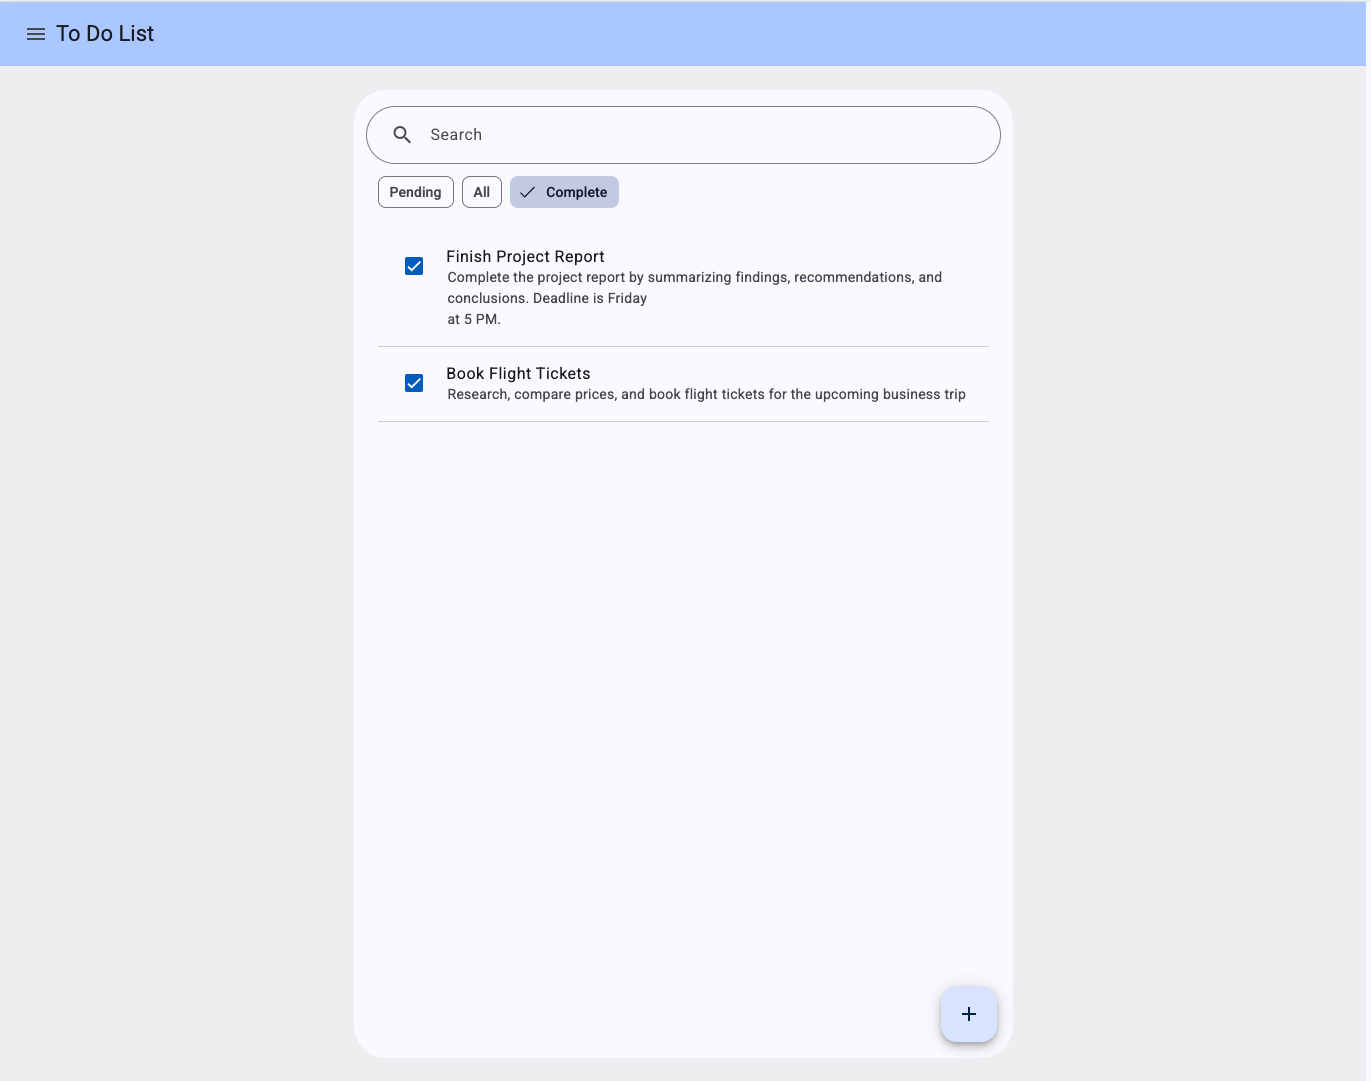 To Do List
Search
Pending All Complete
Finish Project Report
Complete the project report by summarizing findings, recommendations, and
conclusions. Deadline is Friday
at 5 PM.
Book Flight Tickets
Research, compare prices, and book flight tickets for the upcoming business trip